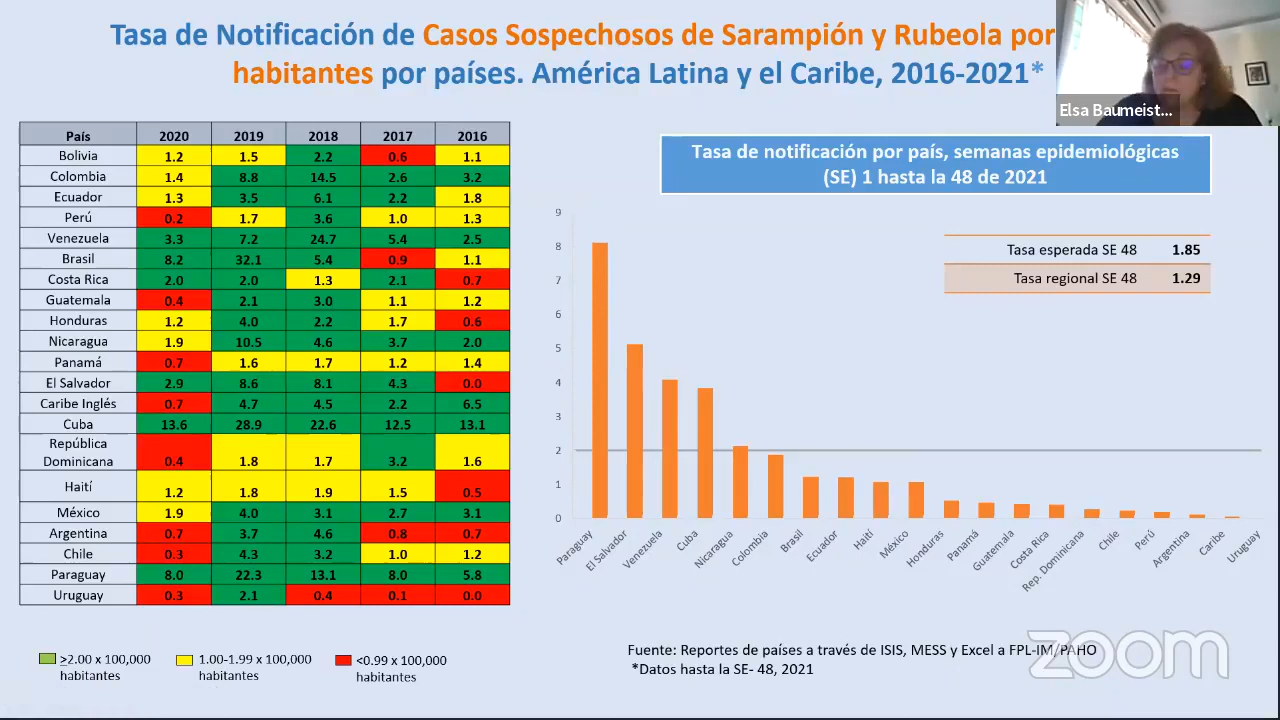 Tasa de Notificación de Casos Sospechosos de Sarampión y Rubeola por
habitantes por países. América Latina y el Caribe, 2016-2021*
Elsa Baumeist...
País 2020 2019 2018 2017 2016
Bolivia 1.2 1.5 2.2 0.6 1.1
Colombia 1.4 8.8 14.5 2.6 3.2
Ecuador 1.3 3.5 6.1 2.2 1.8
Perú 0.2 1.7 3.6 1.0 1.3
Venezuela 3.3 7.2 24.7 5.4 2.5
Brasil 8.2 32.1 5.4 0.9 1.1
Costa Rica 2.0 2.0 1.3 2.1 0.7
Guatemala 0.4 2.1 3.0 1.1 1.2
Honduras 1.2 4.0 2.2 1.7 0.6
Nicaragua 1.9 10.5 4.6 3.7 2.0
Panamá 0.7 1.6 1.7 1.2 1.4
El Salvador 2.9 8.6 8.1 4.3 0.0
Caribe Inglés 0.7 4.7 4.5 2.2 6.5
Cuba 13.6 28.9 22.6 12.5 13.1
República
Dominicana 0.4 1.8 1.7 3.2 1.6
Haití 1.2 1.8 1.9 1.5 0.5
México 1.9 4.0 3.1 2.7 3.1
Argentina 0.7 3.7 4.6 0.8 0.7
Chile 0.3 4.3 3.2 1.0 1.2
Paraguay 8.0 22.3 13.1 8.0 5.8
Uruguay 0.3 2.1 0.4 0.1 0.0
≥2.00 x 100,000
habitantes
1.00-1.99 x 100,000
habitantes
<0.99 x 100,000
habitantes
Tasa de notificación por país, semanas epidemiológicas
(SE) 1 hasta la 48 de 2021
Tasa esperada SE 48 1.85
Tasa regional SE 48 1.29
9
8
7
6
5
4
3
2
1
0
Paraguay
El Salvador
Venezuela
Cuba
Nicaragua
Colombia
Brasil
Ecuador
Haití
México
Honduras
Panamá
Guatemala
Costa Rica
Rep. Dominicana
Chile
Perú
Argentina
Caribe
Uruguay
Fuente: Reportes de países a través de ISIS, MESS y Excel a FPL-IM/PAHO
*Datos hasta la SE- 48, 2021
zoom